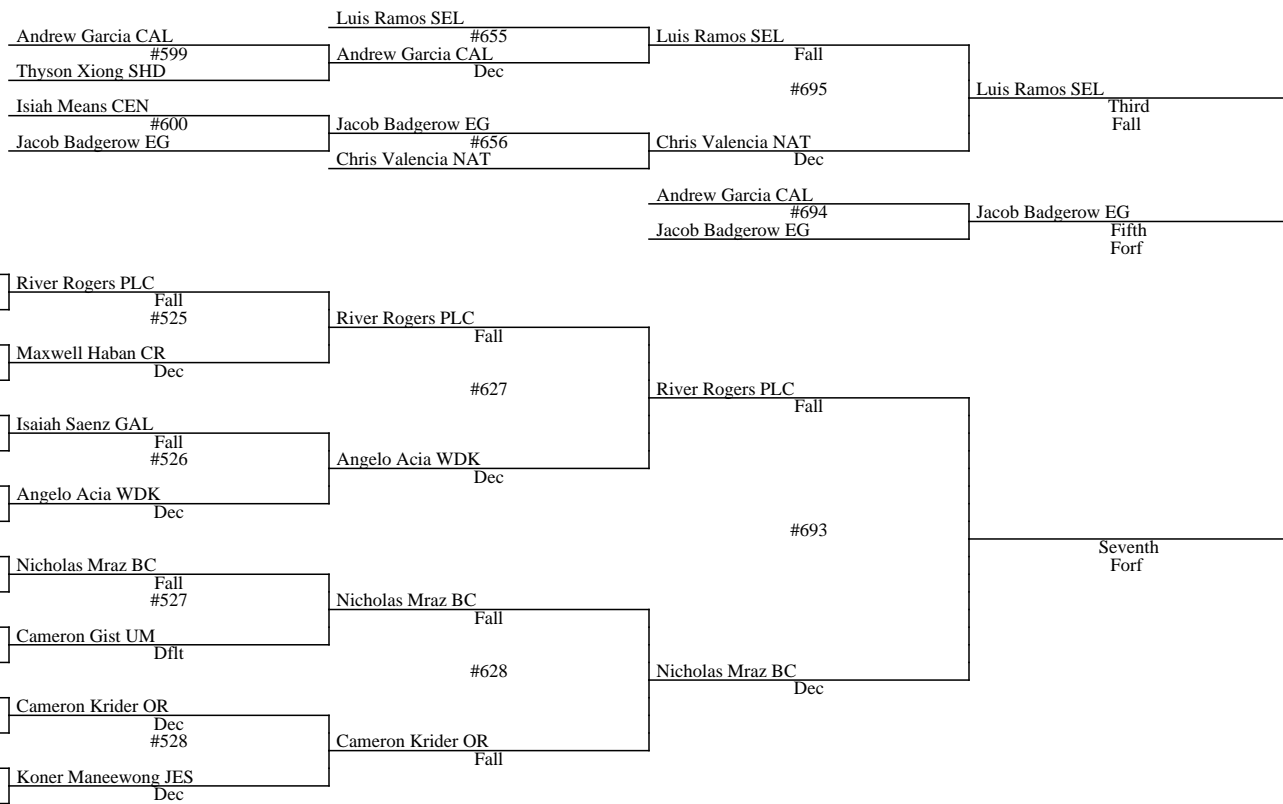 Luis Ramos SEL
Andrew Garcia CAL
#655
Luis Ramos SEL
#599
Andrew Garcia CAL
Fall
Thyson Xiong SHD
Dec
#695
Luis Ramos SEL
Isiah Means CEN
Third
#600
Jacob Badgerow EG
Fall
Jacob Badgerow EG
#656
Chris Valencia NAT
Chris Valencia NAT
Dec
Andrew Garcia CAL
#694
Jacob Badgerow EG
Jacob Badgerow EG
Fifth
Forf
River Rogers PLC
Fall
#525
River Rogers PLC
Fall
Maxwell Haban CR
Dec
#627
River Rogers PLC
Fall
Isaiah Saenz GAL
Fall
#526
Angelo Acia WDK
Dec
Angelo Acia WDK
Dec
#693
Seventh
Forf
Nicholas Mraz BC
Fall
#527
Nicholas Mraz BC
Fall
Cameron Gist UM
Dflt
#628
Nicholas Mraz BC
Dec
Cameron Krider OR
Dec
#528
Cameron Krider OR
Fall
Koner Maneewong JES
Dec